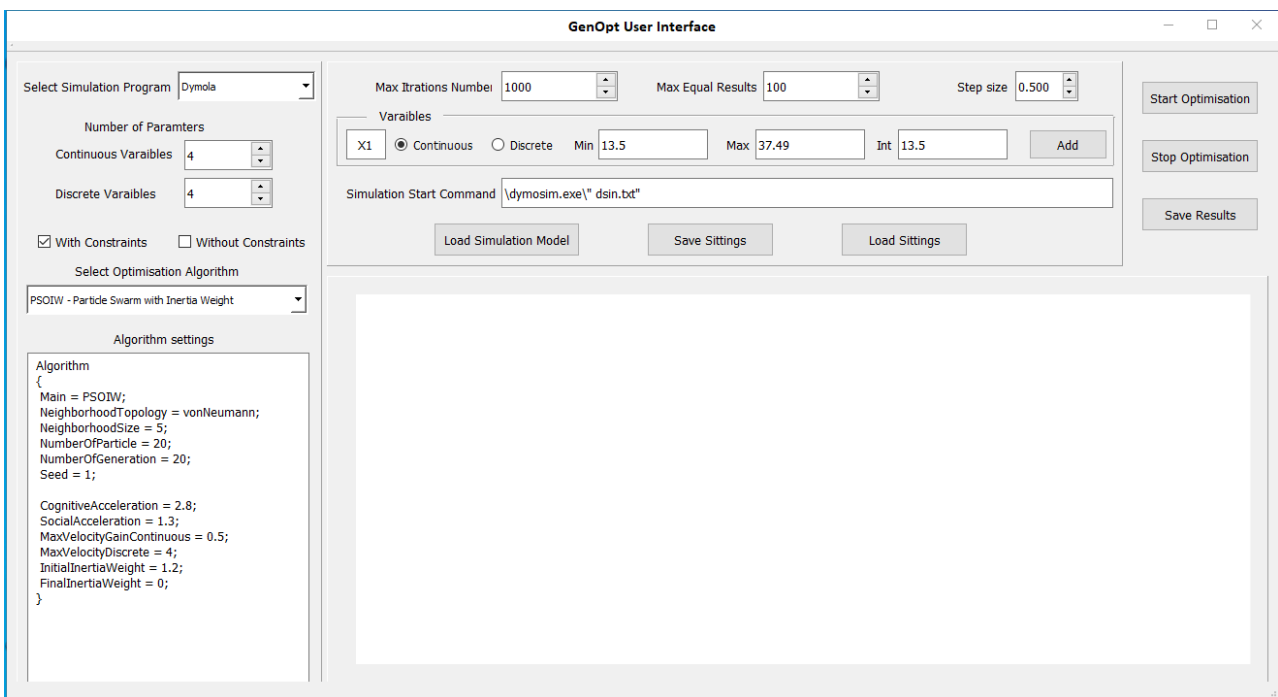 GenOpt User Interface
Select Simulation Program Dymola
Number of Paramters
Continuous Varaibles 4
Discrete Varaibles 4
With Constraints Without Constraints
Select Optimisation Algorithm
PSOIW - Particle Swarm with Inertia Weight
Algorithm settings
Algorithm
{
Main = PSOIW;
NeighborhoodTopology = vonNeumann;
NeighborhoodSize = 5;
NumberOfParticle = 20;
NumberOfGeneration = 20;
Seed = 1;
CognitiveAcceleration = 2.8;
SocialAcceleration = 1.3;
MaxVelocityGainContinuous = 0.5;
MaxVelocityDiscrete = 4;
InitialInertiaWeight = 1.2;
FinalInertiaWeight = 0;
}
Max Itrations Number 1000 Max Equal Results 100 Step size 0.500
Varaibles
X1 Continuous Discrete Min 13.5 Max 37.49 Int 13.5 Add
Simulation Start Command \dymosim.exe\" dsin.txt"
Load Simulation Model Save Sittings Load Sittings
Start Optimisation
Stop Optimisation
Save Results